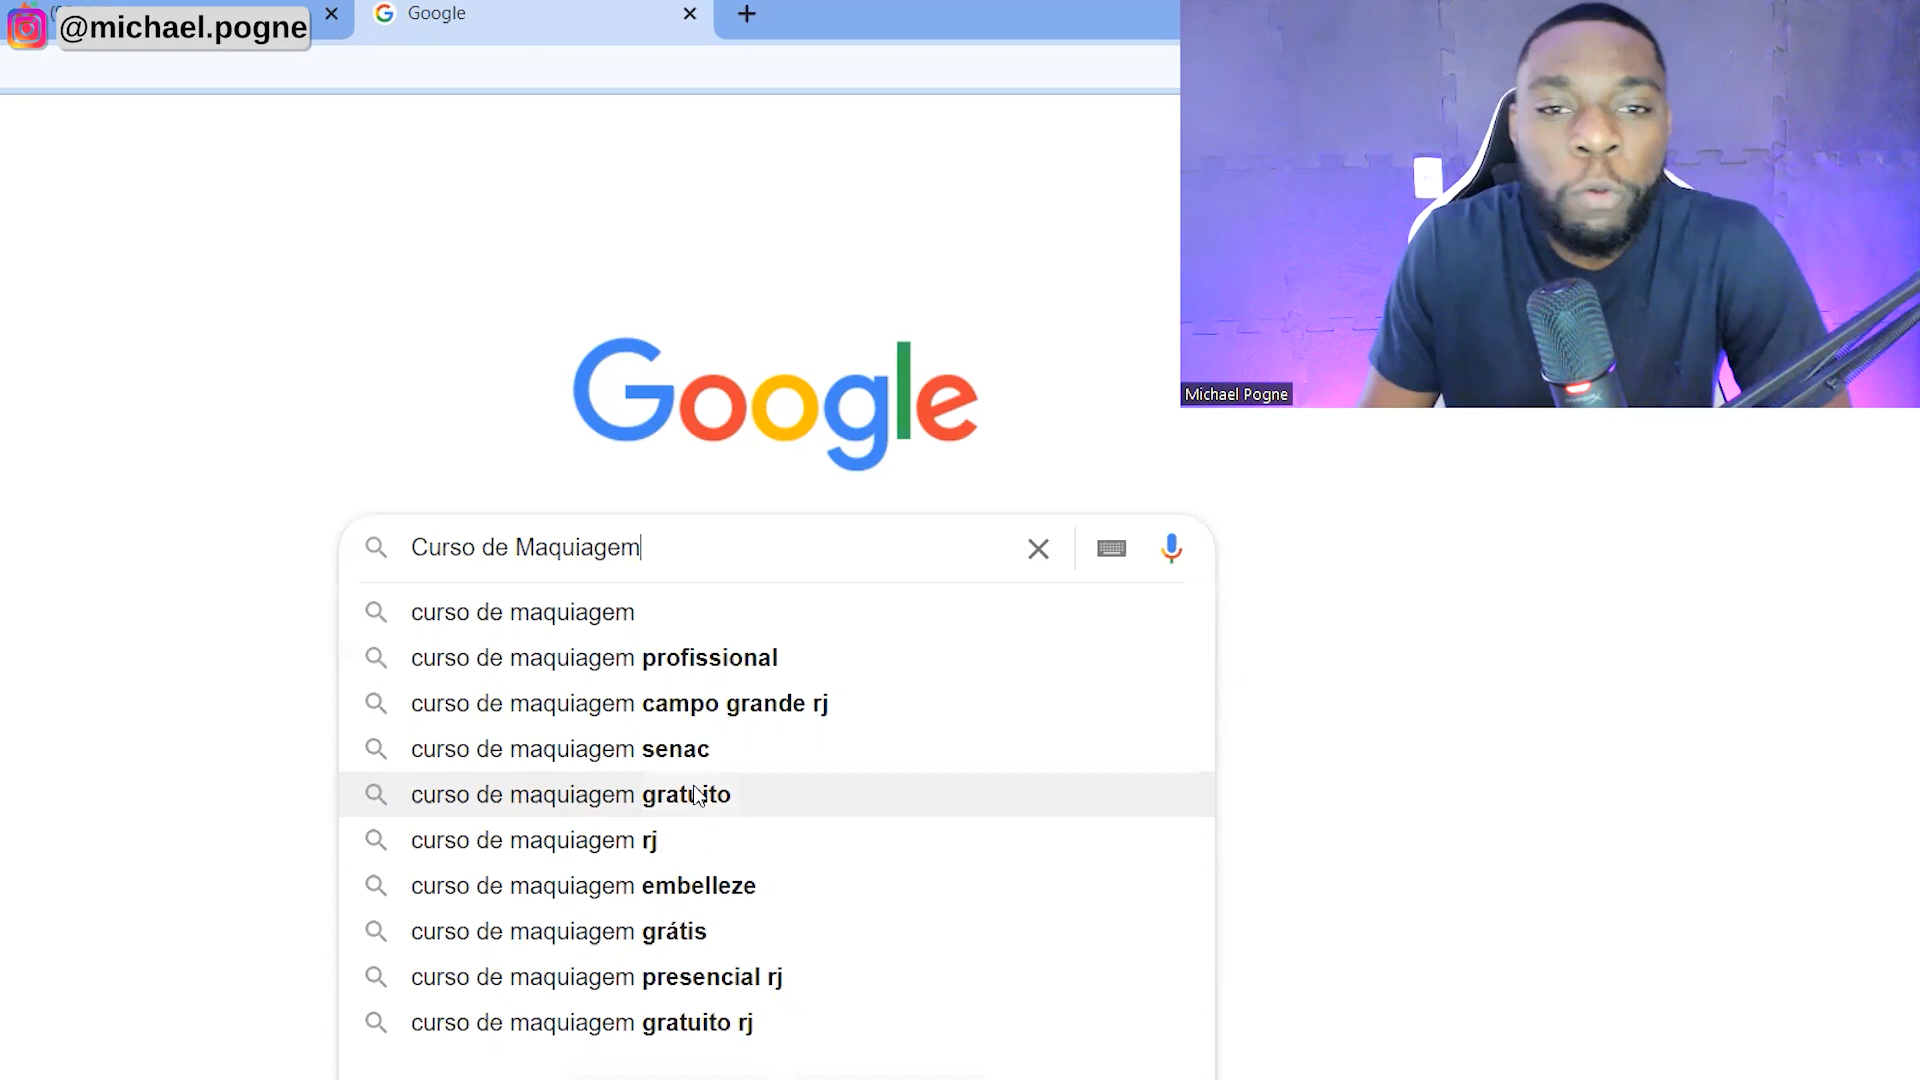 @michael.pogne
Google
Michael Pogne
Google
Curso de Maquiagem
curso de maquiagem
curso de maquiagem profissional
curso de maquiagem campo grande rj
curso de maquiagem senac
curso de maquiagem gratuito
curso de maquiagem rj
curso de maquiagem embelleze
curso de maquiagem grátis
curso de maquiagem presencial rj
curso de maquiagem gratuito rj